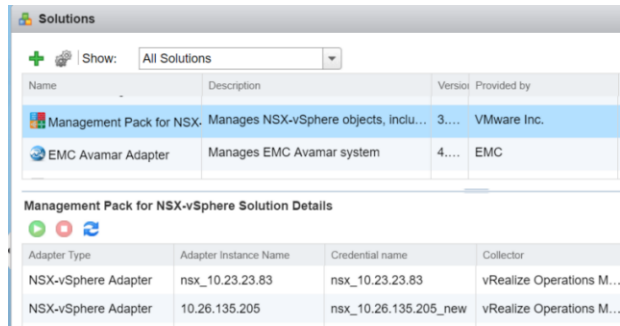 Solutions
Show: All Solutions
Name Description Version Provided by
Management Pack for NSX- Manages NSX-vSphere objects, inclu... 3.... VMware Inc.
EMC Avamar Adapter Manages EMC Avamar system 4.... EMC
Management Pack for NSX-vSphere Solution Details
Adapter Type Adapter Instance Name Credential name Collector
NSX-vSphere Adapter nsx_10.23.23.83 nsx_10.23.23.83 vRealize Operations M...
NSX-vSphere Adapter 10.26.135.205 nsx_10.26.135.205_new vRealize Operations M...